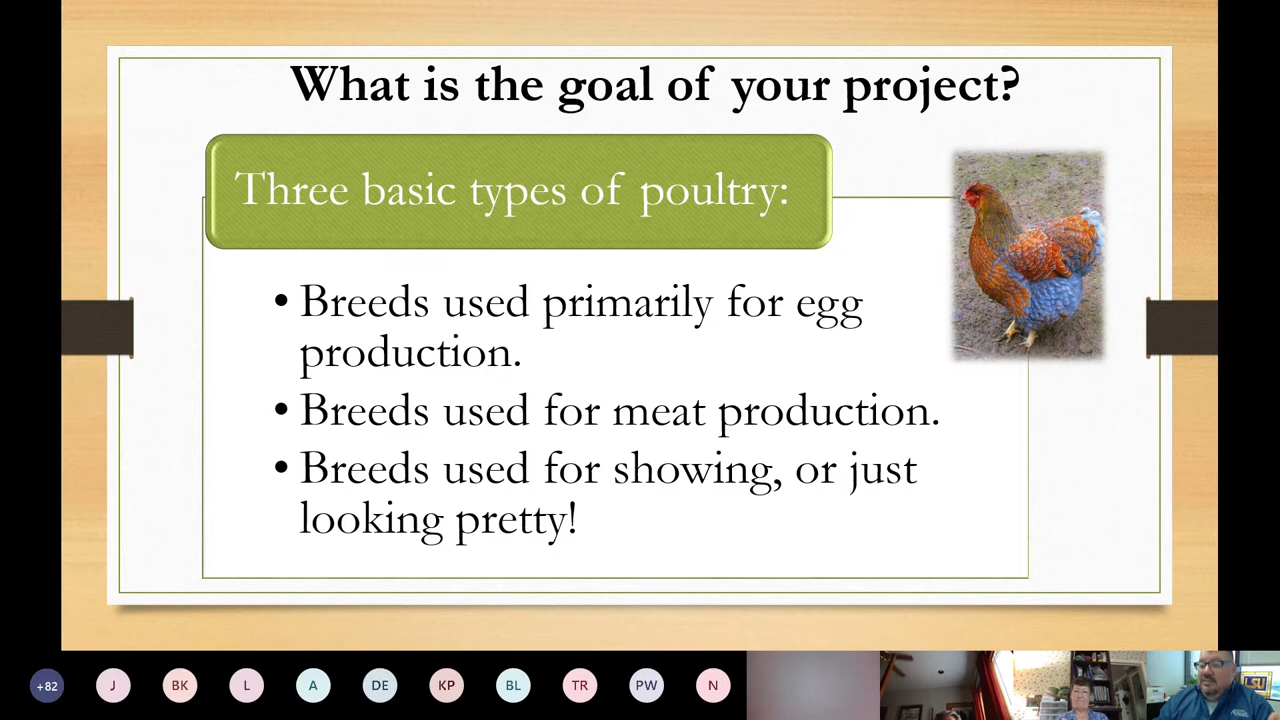 What is the goal of your project?
Three basic types of poultry:
• Breeds used primarily for egg
production.
• Breeds used for meat production.
• Breeds used for showing, or just
looking pretty!
+82 J BK L A DE KP BL TR PW N
LSU